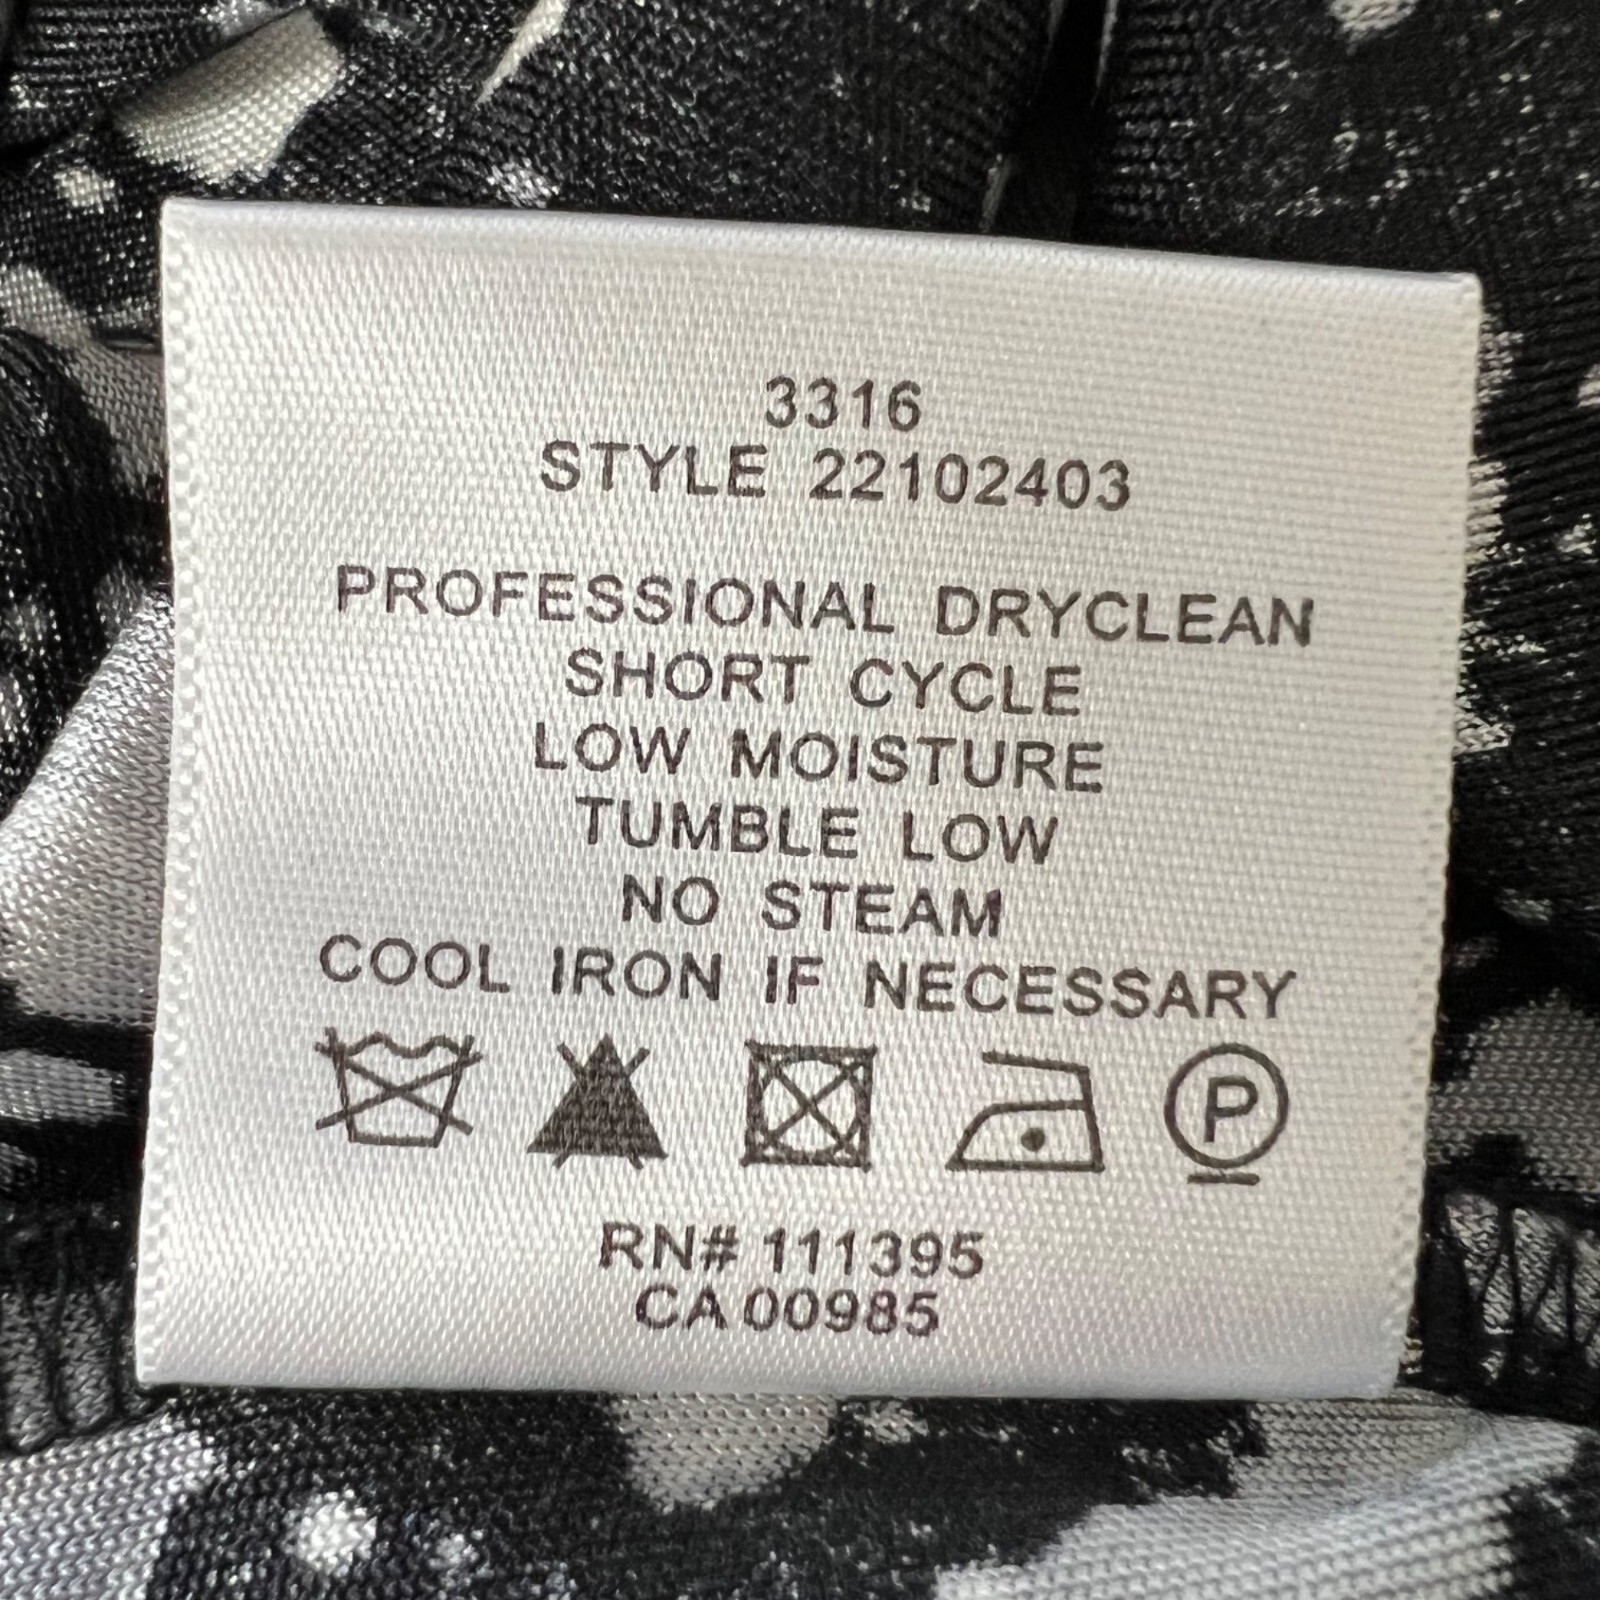 3316
STYLE 22102403
PROFESSIONAL DRYCLEAN
SHORT CYCLE
LOW MOISTURE
TUMBLE LOW
NO STEAM
COOL IRON IF NECESSARY
P
RN# 111395
CA 00985